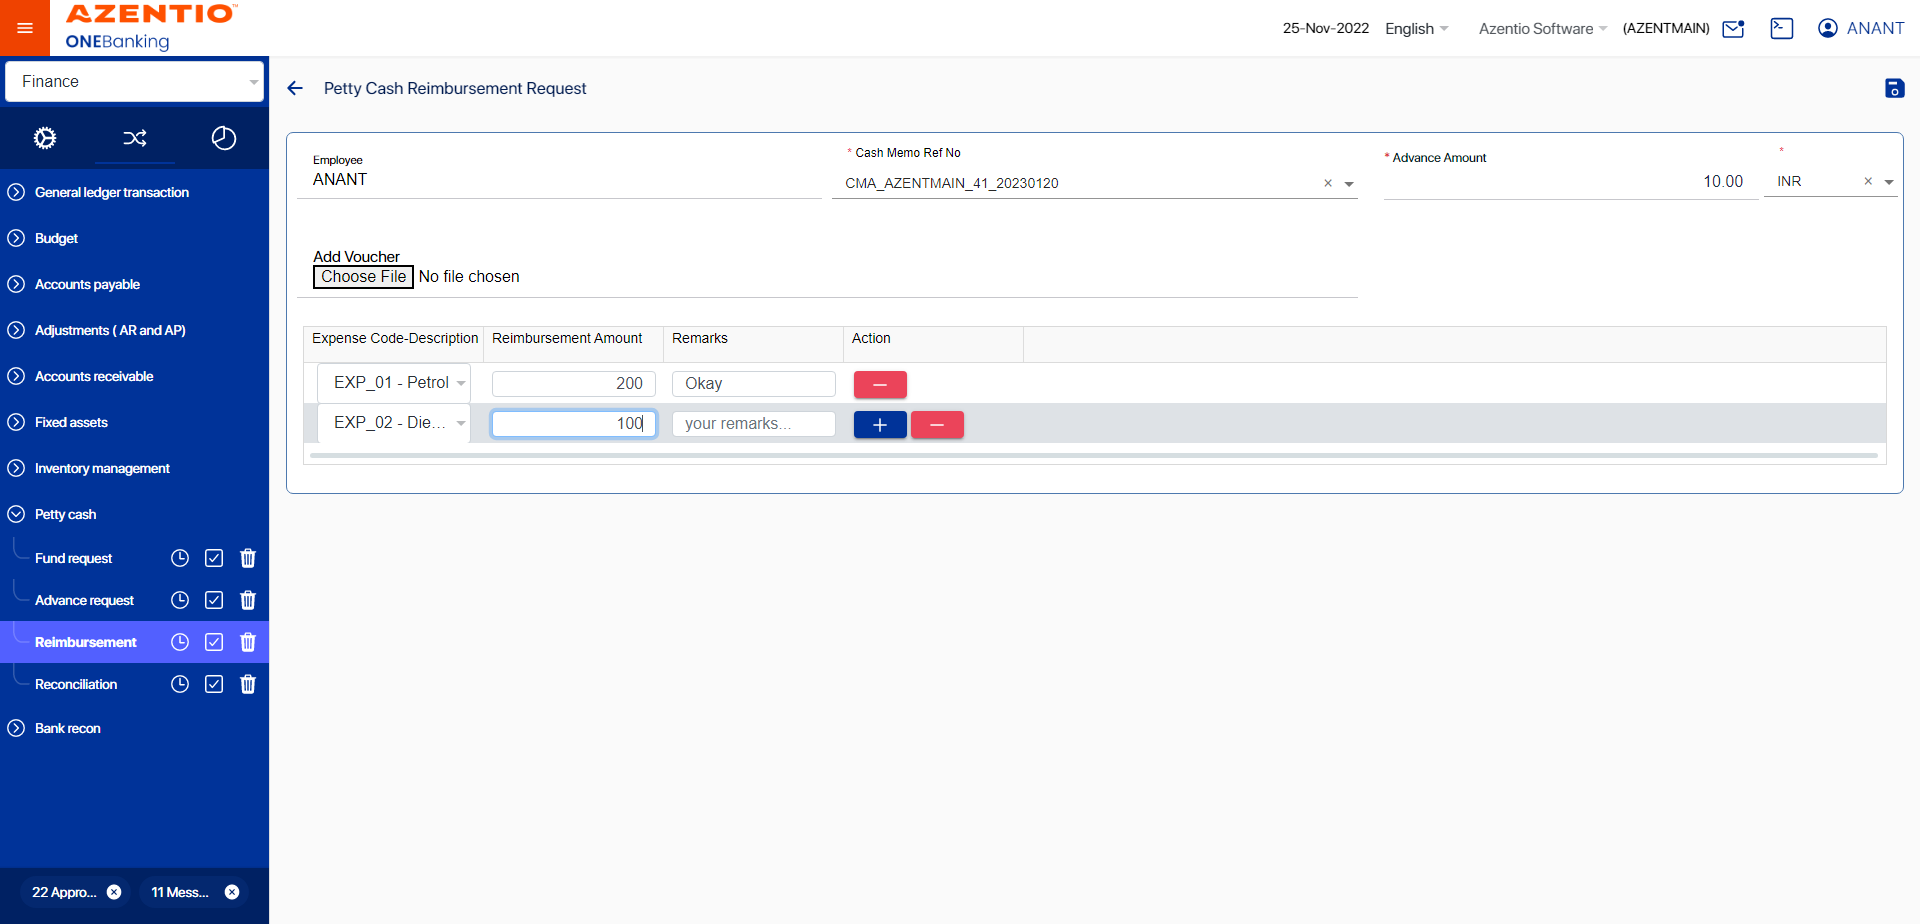 AZENTIO™
ONEBanking
25-Nov-2022 English Azentio Software (AZENTMAIN) ANANT
Finance
General ledger transaction
Budget
Accounts payable
Adjustments ( AR and AP)
Accounts receivable
Fixed assets
Inventory management
Petty cash
Fund request
Advance request
Reimbursement
Reconciliation
Bank recon
22 Appro...
11 Mess...
Petty Cash Reimbursement Request
Employee
ANANT
* Cash Memo Ref No
CMA_AZENTMAIN_41_20230120 ×
* Advance Amount
10.00
*
INR ×
Add Voucher
Choose File No file chosen
Expense Code-Description Reimbursement Amount Remarks Action
EXP_01 - Petrol 200 Okay
EXP_02 - Die... 100 your remarks...